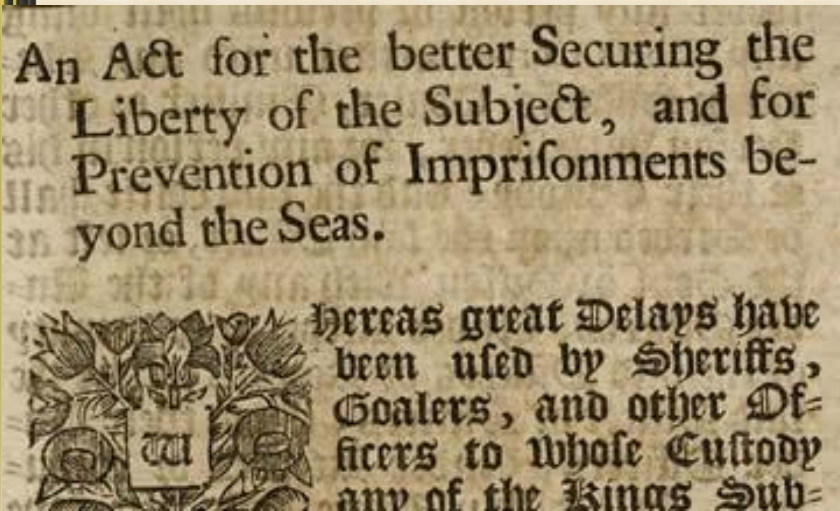 An Act for the better Securing the
Liberty of the Subject, and for
Prevention of Impriſonments be-
yond the Seas.
Whereas great Delays have
been uſed by Sheriffs,
Goalers, and other Of⸗
ficers to whoſe Cuſtody
any of the Kings Sub⸗